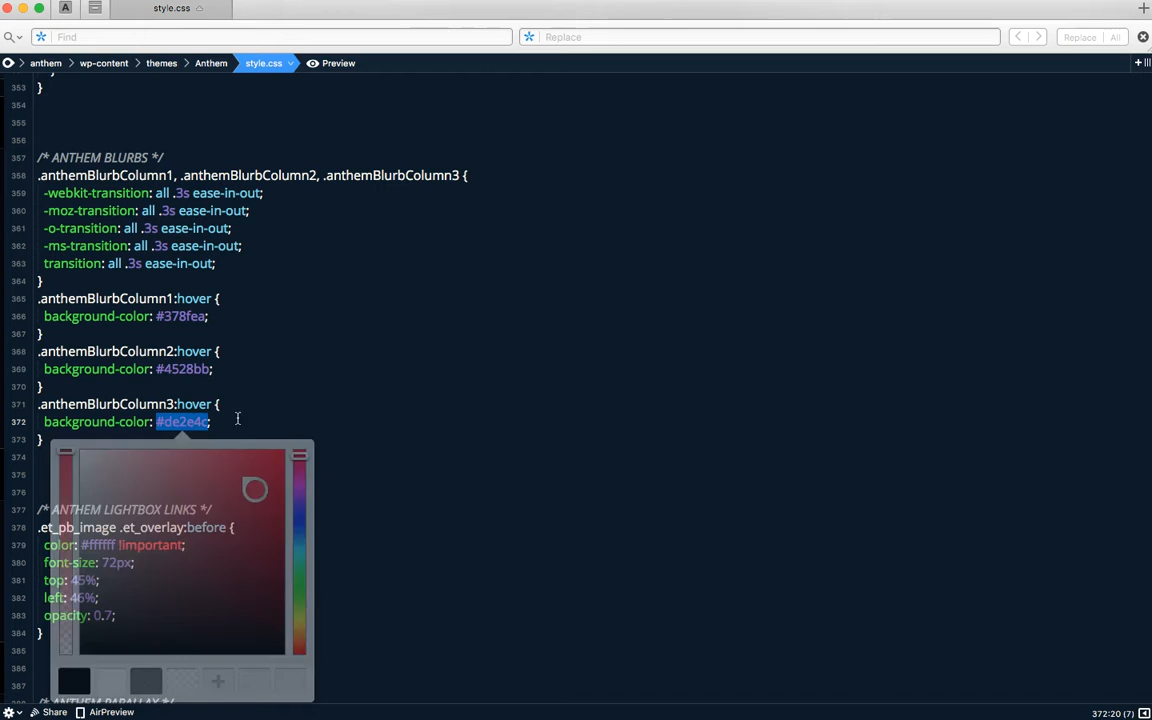 A style.css
Find Replace Replace All
anthem wp-content themes Anthem style.css Preview
353 }
354
355
356
357 /* ANTHEM BLURBS */
358 .anthemBlurbColumn1, .anthemBlurbColumn2, .anthemBlurbColumn3 {
359 -webkit-transition: all .3s ease-in-out;
360 -moz-transition: all .3s ease-in-out;
361 -o-transition: all .3s ease-in-out;
362 -ms-transition: all .3s ease-in-out;
363 transition: all .3s ease-in-out;
364 }
365 .anthemBlurbColumn1:hover {
366 background-color: #378fea;
367 }
368 .anthemBlurbColumn2:hover {
369 background-color: #4528bb;
370 }
371 .anthemBlurbColumn3:hover {
372 background-color: #de2e4c;
373 }
374
375
376
377 /* ANTHEM LIGHTBOX LINKS */
378 .et_pb_image .et_overlay:before {
379 color: #ffffff !important;
380 font-size: 72px;
381 top: 45%;
382 left: 46%;
383 opacity: 0.7;
384 }
385
386
387
/* ANTHEM PARALLAX */
Share AirPreview 372:20 (7)